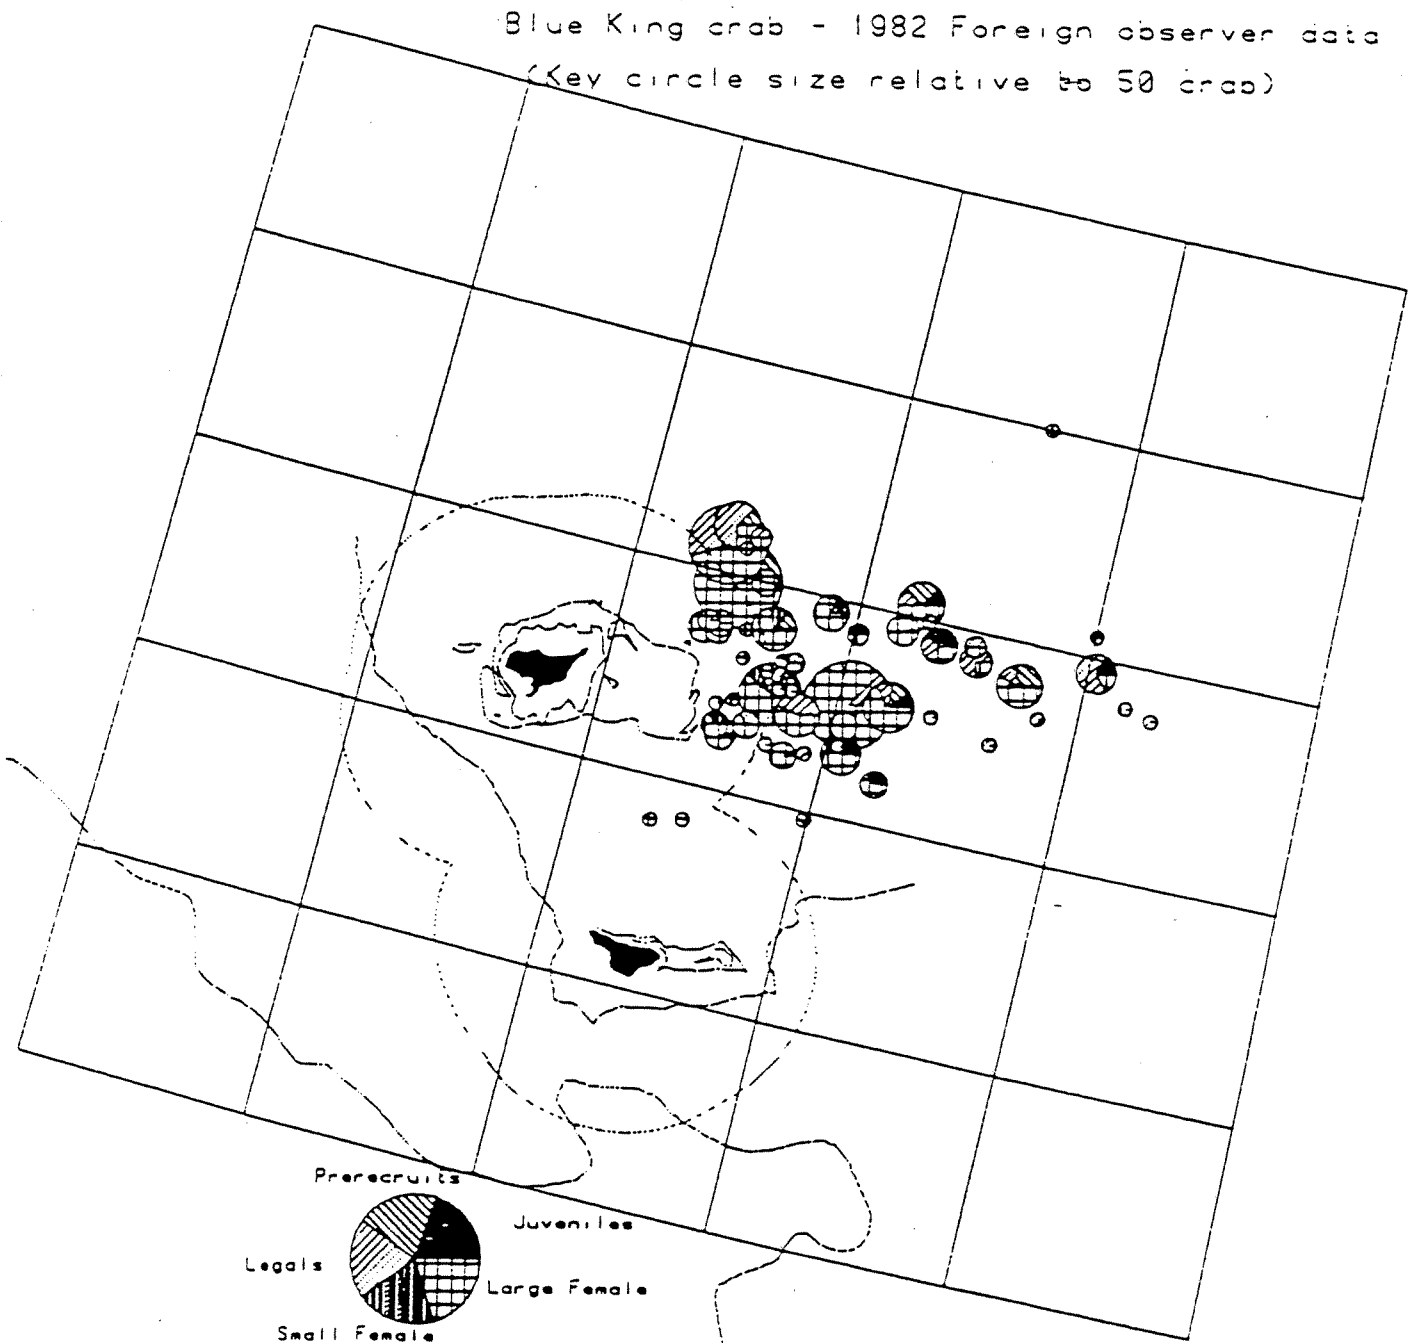 Blue King crab - 1982 Foreign observer data
(Key circle size relative to 50 crab)
Prerecruits
Juveniles
Legals
Large Female
Small Female